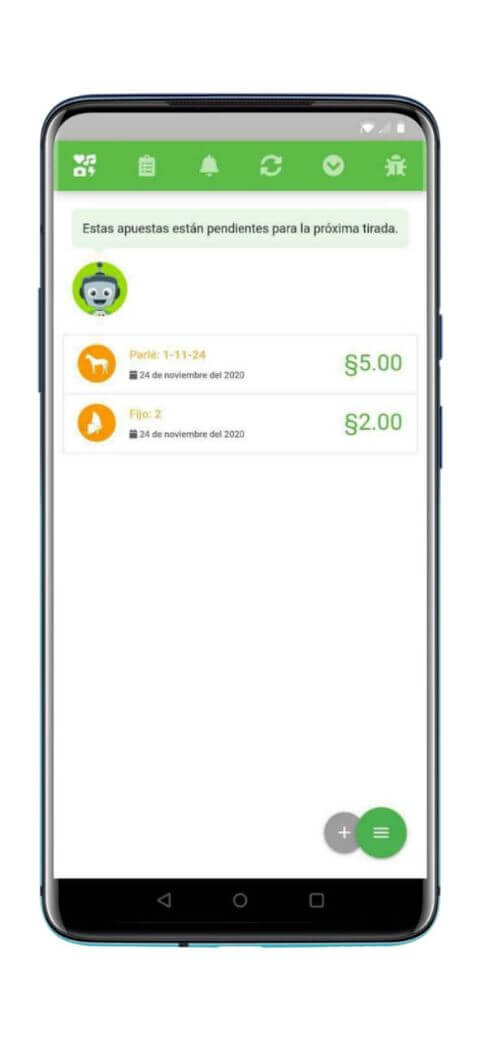 Estas apuestas están pendientes para la próxima tirada.
Parlé: 1-11-24
24 de noviembre del 2020
§5.00
Fijo: 2
24 de noviembre del 2020
§2.00